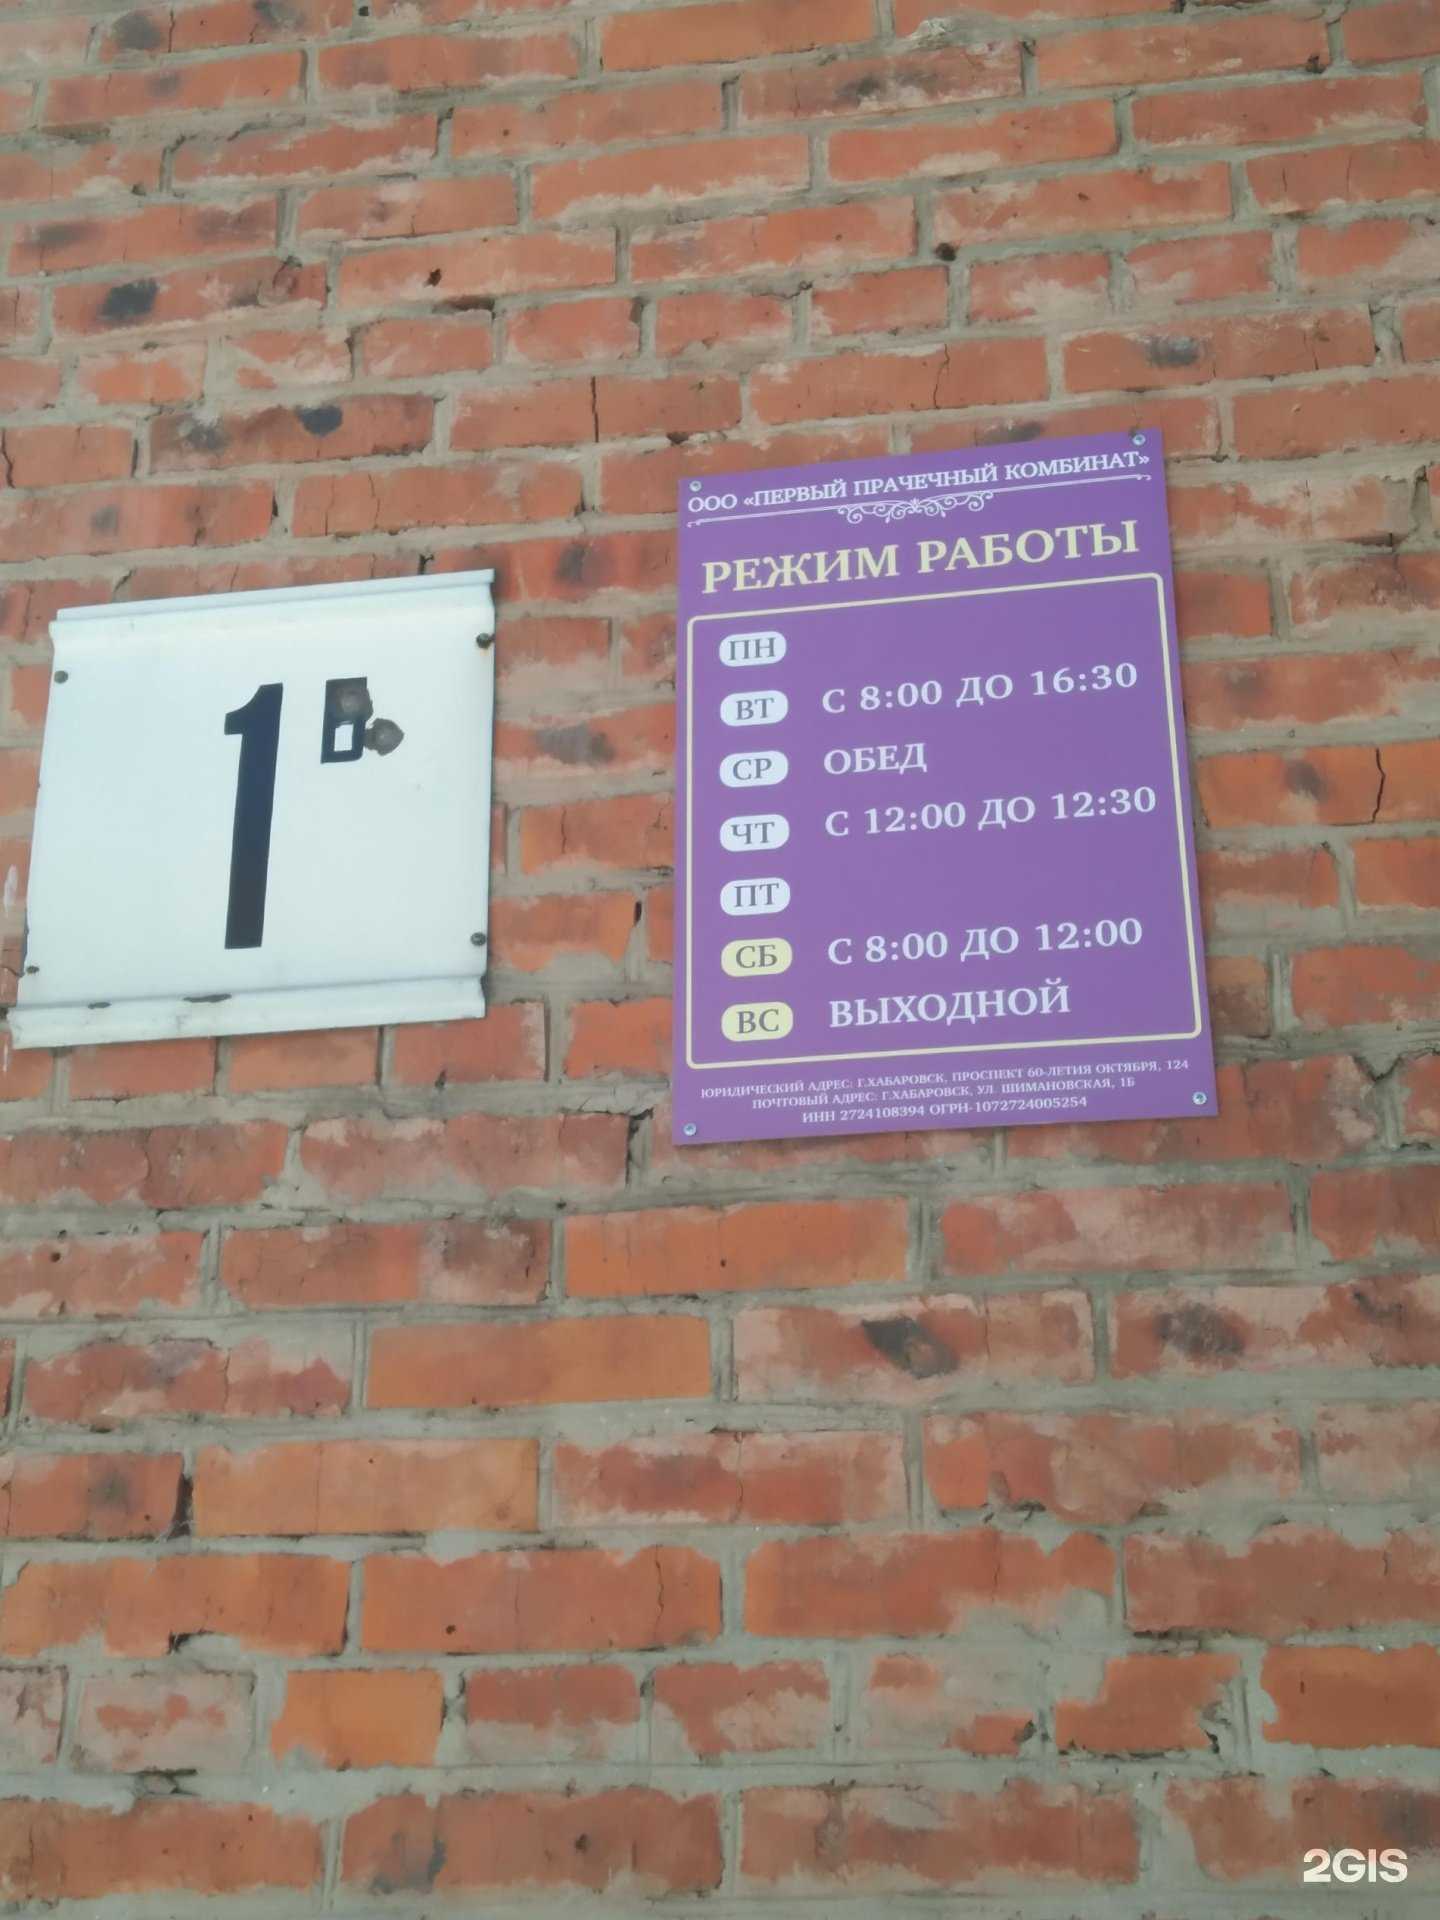 1
ООО «ПЕРВЫЙ ПРАЧЕЧНЫЙ КОМБИНАТ»
РЕЖИМ РАБОТЫ
ПН
ВТ С 8:00 ДО 16:30
СР ОБЕД
ЧТ С 12:00 ДО 12:30
ПТ
СБ С 8:00 ДО 12:00
ВС ВЫХОДНОЙ
ЮРИДИЧЕСКИЙ АДРЕС: Г.ХАБАРОВСК, ПРОСПЕКТ 60-ЛЕТИЯ ОКТЯБРЯ, 124
ПОЧТОВЫЙ АДРЕС: Г.ХАБАРОВСК, УЛ. ШИМАНОВСКАЯ, 1Б
ИНН 2724108394 ОГРН-1072724005254
2GIS